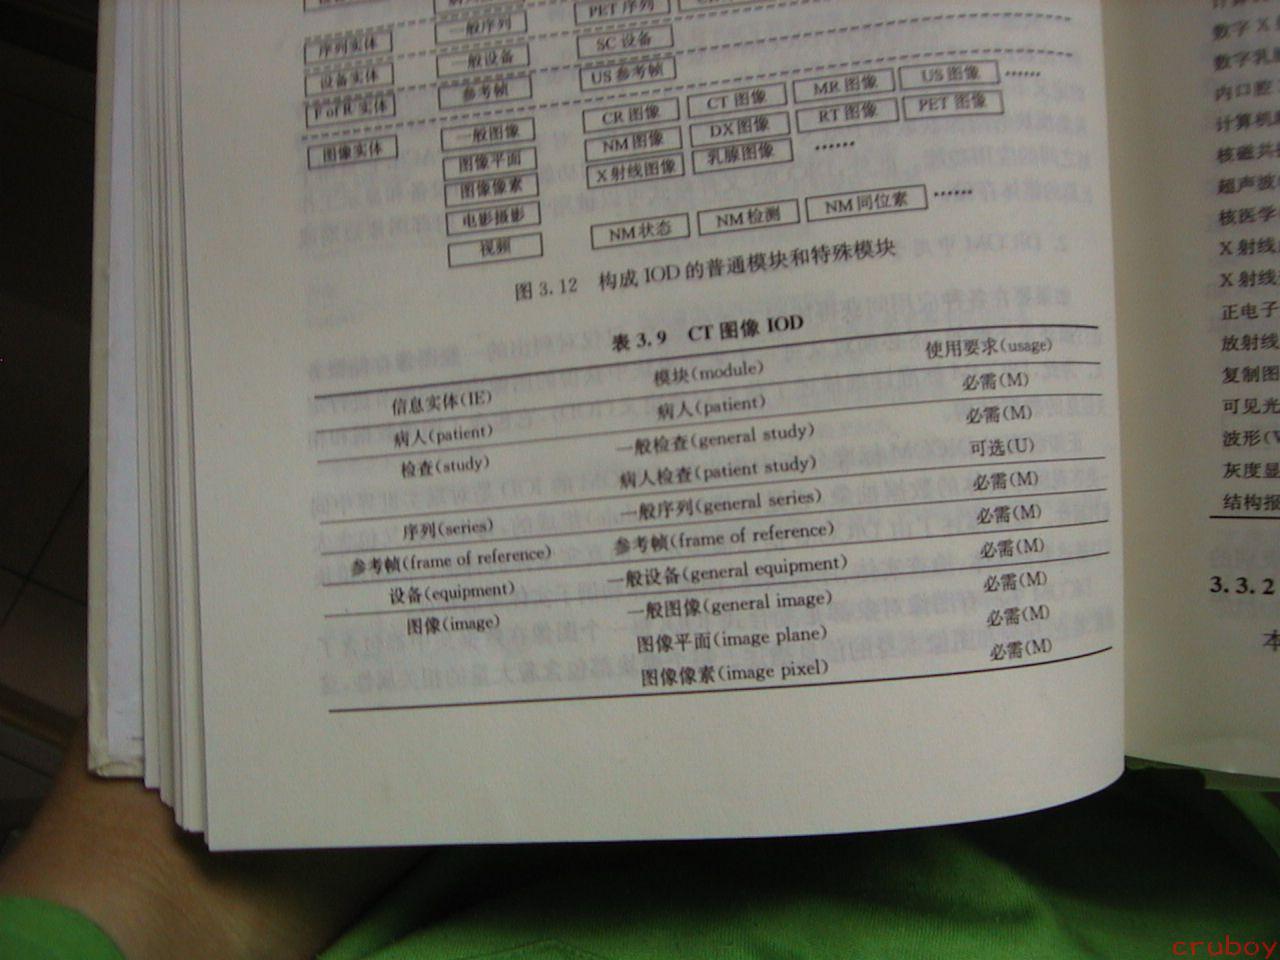 PET 序列
序列实体 一般序列 SC 设备
设备实体 一般设备 US 参考帧
F of R 实体 参考帧
图像实体 一般图像 CR 图像 CT 图像 MR 图像 US 图像 ……
图像平面 NM 图像 DX 图像 RT 图像 PET 图像
图像像素 X 射线图像 乳腺图像 ……
电影摄影
视频 NM 状态 NM 检测 NM 同位素 ……
图 3.12 构成 IOD 的普通模块和特殊模块
表 3.9 CT 图像 IOD
信息实体(IE) 模块(module) 使用要求(usage)
病人(patient) 病人(patient) 必需(M)
检查(study) 一般检查(general study) 必需(M)
病人检查(patient study) 可选(U)
序列(series) 一般序列(general series) 必需(M)
参考帧(frame of reference) 参考帧(frame of reference) 必需(M)
设备(equipment) 一般设备(general equipment) 必需(M)
图像(image) 一般图像(general image) 必需(M)
图像平面(image plane) 必需(M)
图像像素(image pixel) 必需(M)
数字 X
数字乳
内口腔
计算机
核磁共
超声波
核医学
X 射线
X 射线
正电子
放射线
复制图
可见光
波形(
灰度显
结构报
3.3.2
本
cruboy